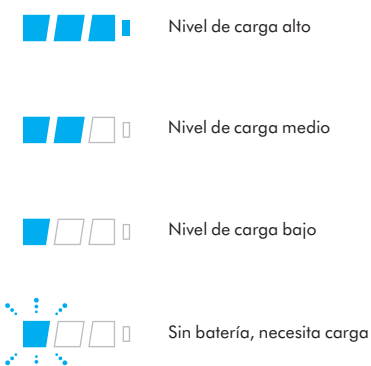 Nivel de carga alto
Nivel de carga medio
Nivel de carga bajo
Sin batería, necesita carga